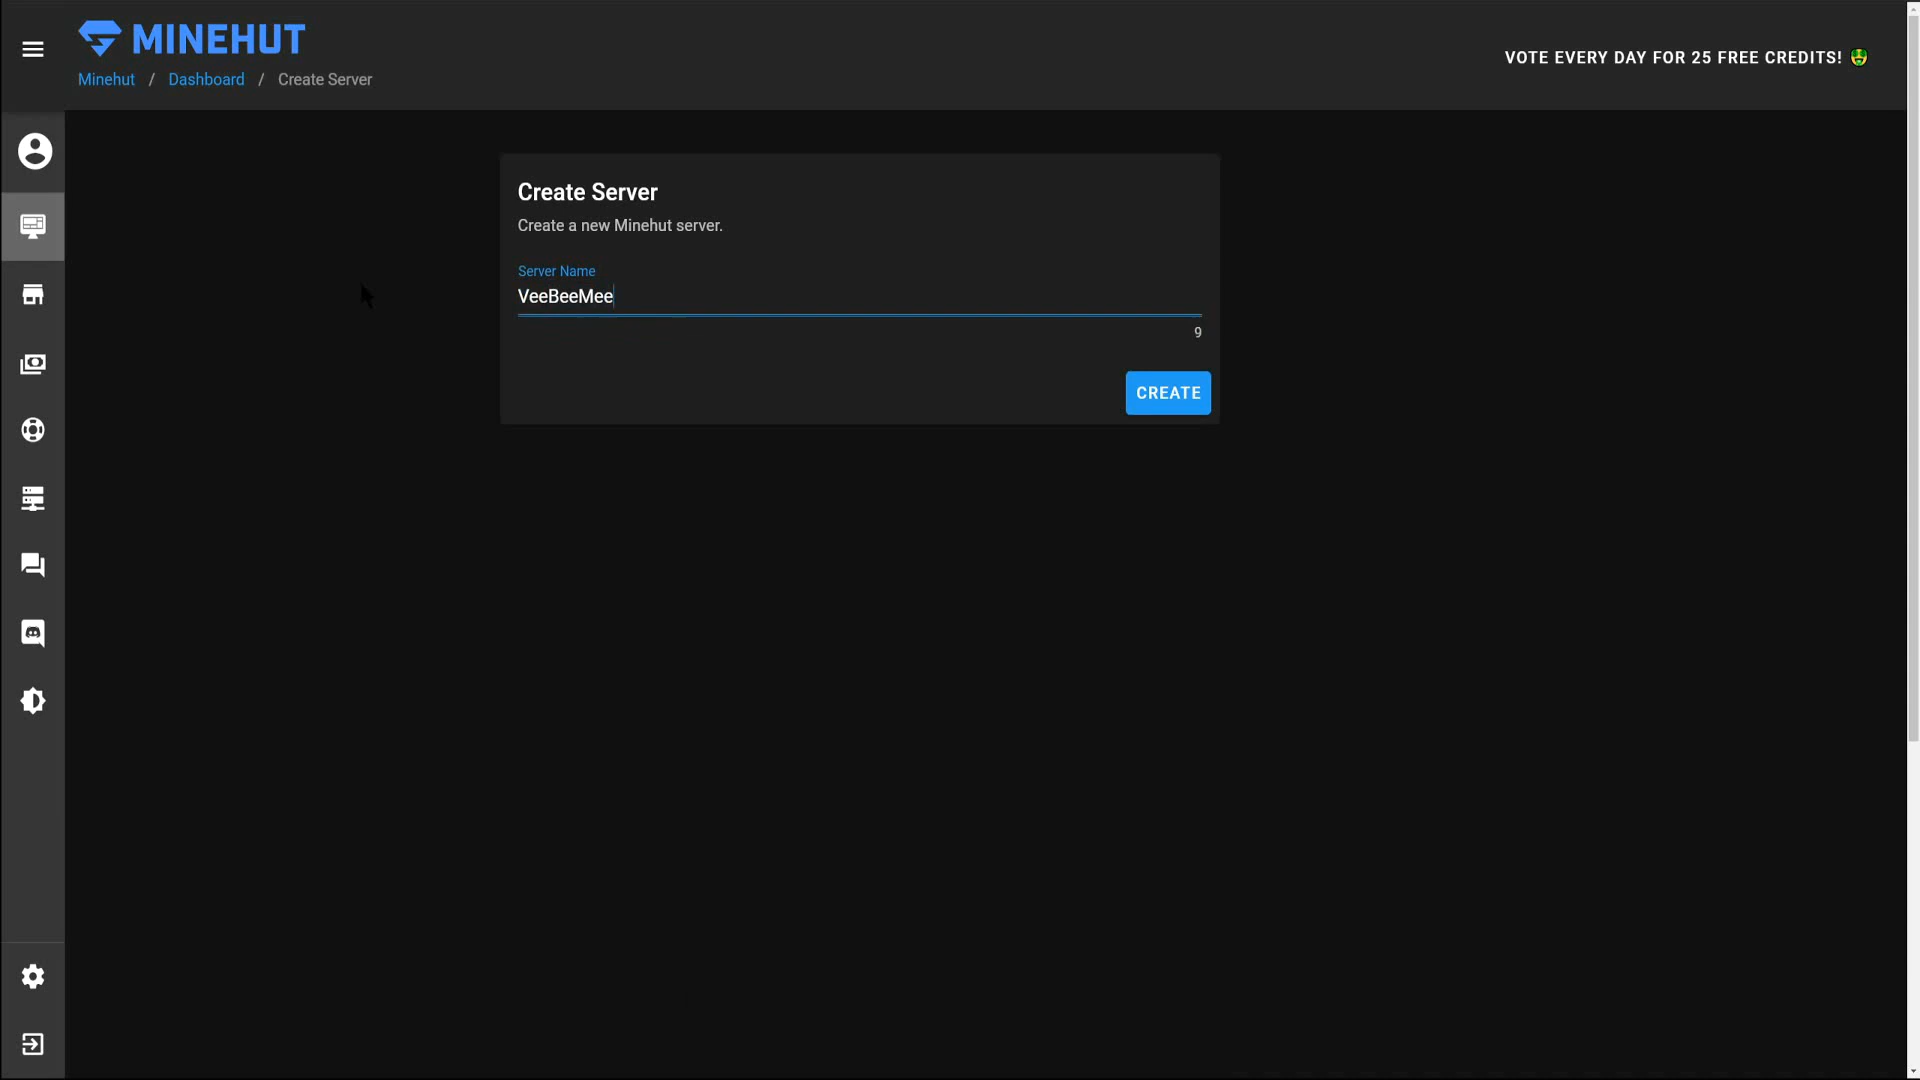 MINEHUT
Minehut / Dashboard / Create Server
VOTE EVERY DAY FOR 25 FREE CREDITS! 🤑
Create Server
Create a new Minehut server.
Server Name
VeeBeeMee
9
CREATE